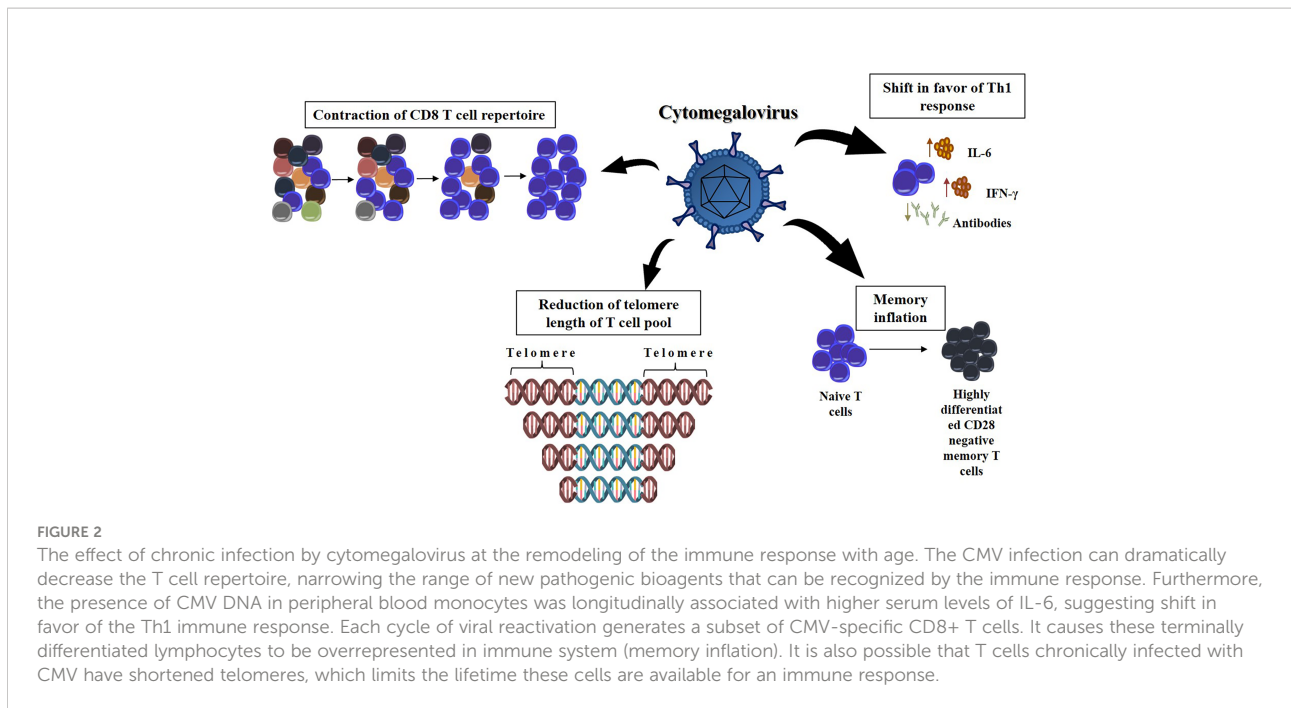 Contraction of CD8 T cell repertoire
Cytomegalovirus
Shift in favor of Th1
response
IL-6
IFN-γ
Antibodies
Reduction of telomere
length of T cell pool
Telomere
Telomere
Memory
inflation
Naive T
cells
Highly
differentiat
ed CD28
negative
memory T
cells
FIGURE 2
The effect of chronic infection by cytomegalovirus at the remodeling of the immune response with age. The CMV infection can dramatically
decrease the T cell repertoire, narrowing the range of new pathogenic bioagents that can be recognized by the immune response. Furthermore,
the presence of CMV DNA in peripheral blood monocytes was longitudinally associated with higher serum levels of IL-6, suggesting shift in
favor of the Th1 immune response. Each cycle of viral reactivation generates a subset of CMV-specific CD8+ T cells. It causes these terminally
differentiated lymphocytes to be overrepresented in immune system (memory inflation). It is also possible that T cells chronically infected with
CMV have shortened telomeres, which limits the lifetime these cells are available for an immune response.